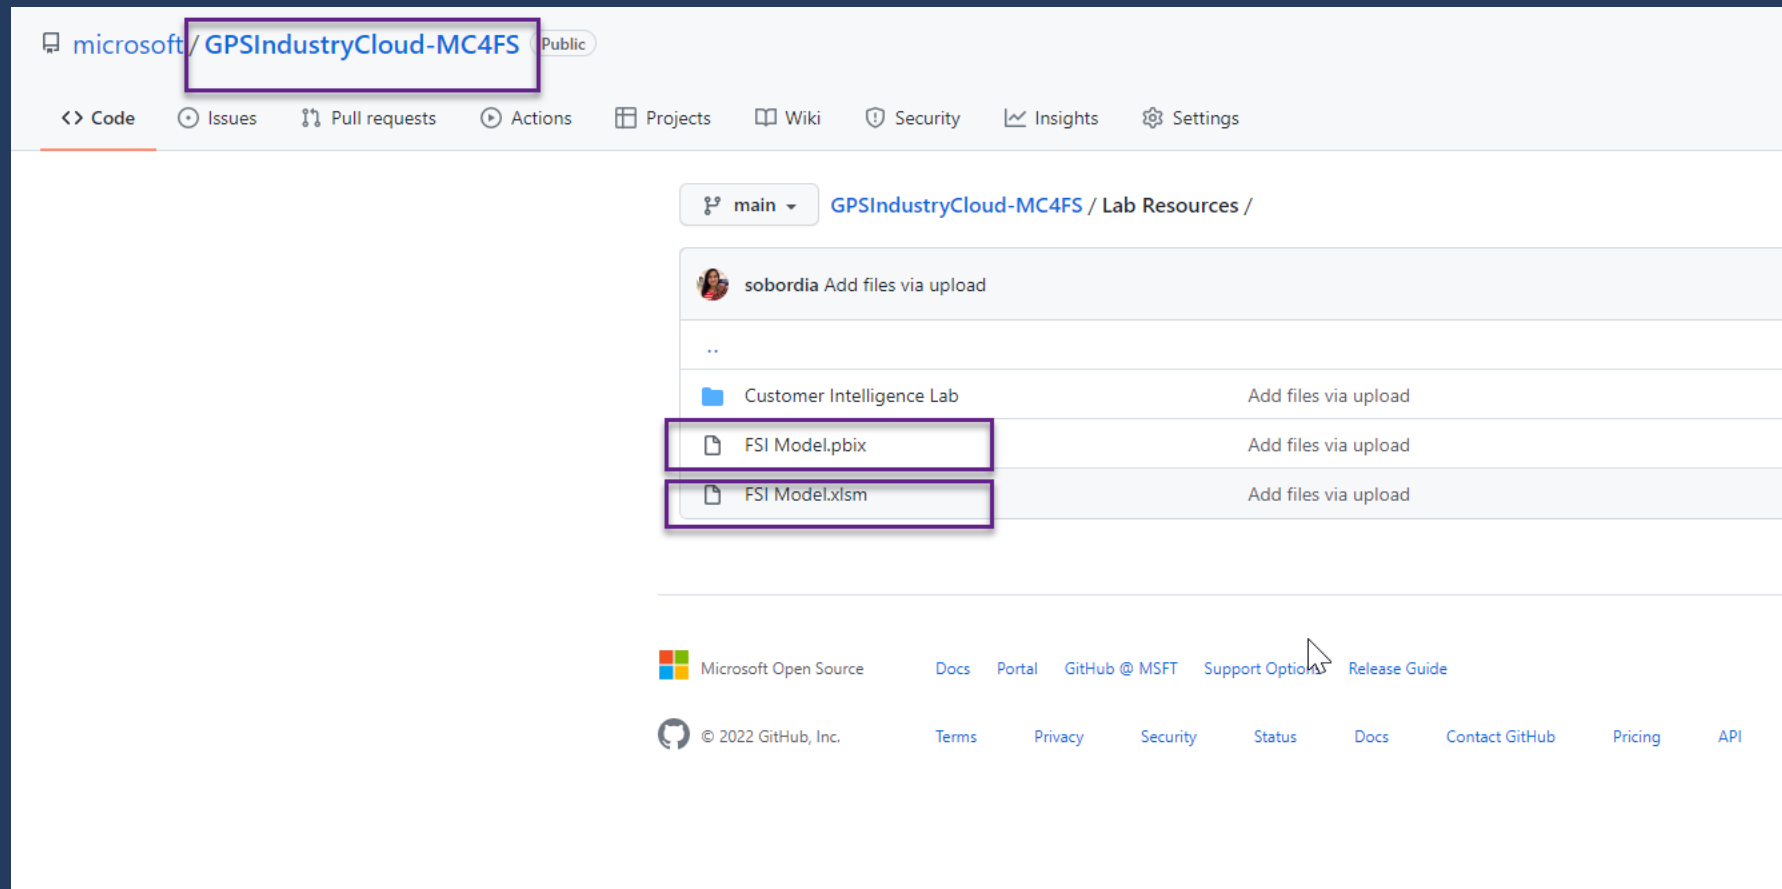 microsoft / GPSIndustryCloud-MC4FS Public
Code Issues Pull requests Actions Projects Wiki Security Insights Settings
main GPSIndustryCloud-MC4FS / Lab Resources /
sobordia Add files via upload
..
Customer Intelligence Lab Add files via upload
FSI Model.pbix Add files via upload
FSI Model.xlsm Add files via upload
Microsoft Open Source Docs Portal GitHub @ MSFT Support Options Release Guide
© 2022 GitHub, Inc. Terms Privacy Security Status Docs Contact GitHub Pricing API